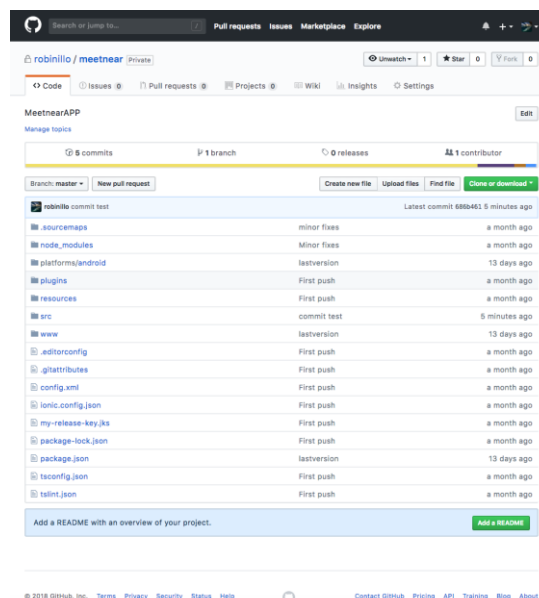 Search or jump to... / Pull requests Issues Marketplace Explore
robinillo / meetnear Private Unwatch 1 Star 0 Fork 0
Code Issues 0 Pull requests 0 Projects 0 Wiki Insights Settings
MeetnearAPP Edit
Manage topics
5 commits 1 branch 0 releases 1 contributor
Branch: master New pull request Create new file Upload files Find file Clone or download
robinillo commit test Latest commit 686b461 5 minutes ago
.sourcemaps minor fixes a month ago
node_modules Minor fixes a month ago
platforms/android lastversion 13 days ago
plugins First push a month ago
resources First push a month ago
src commit test 5 minutes ago
www lastversion 13 days ago
.editorconfig First push a month ago
.gitattributes First push a month ago
config.xml First push a month ago
ionic.config.json First push a month ago
my-release-key.jks First push a month ago
package-lock.json First push a month ago
package.json lastversion 13 days ago
tsconfig.json First push a month ago
tslint.json First push a month ago
Add a README with an overview of your project. Add a README
© 2018 GitHub, Inc. Terms Privacy Security Status Help Contact GitHub Pricing API Training Blog About